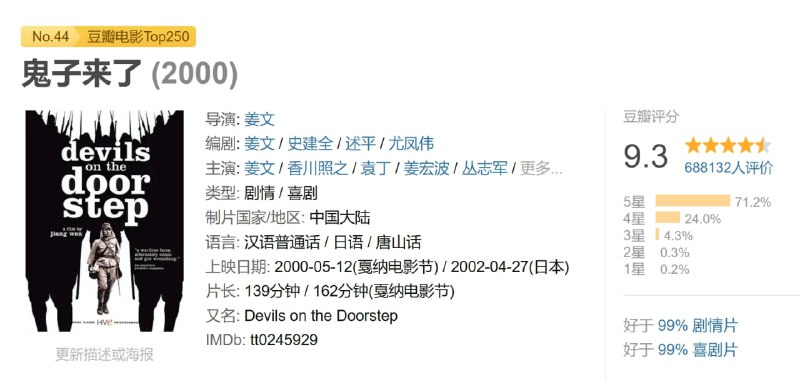 No.44 豆瓣电影Top250
鬼子来了 (2000)
devils
on the
door
step
a film by
jiang wen
HVe
更新描述或海报
导演: 姜文
编剧: 姜文 / 史建全 / 述平 / 尤凤伟
主演: 姜文 / 香川照之 / 袁丁 / 姜宏波 / 丛志军 / 更多...
类型: 剧情 / 喜剧
制片国家/地区: 中国大陆
语言: 汉语普通话 / 日语 / 唐山话
上映日期: 2000-05-12(戛纳电影节) / 2002-04-27(日本)
片长: 139分钟 / 162分钟(戛纳电影节)
又名: Devils on the Doorstep
IMDb: tt0245929
豆瓣评分
9.3
688132人评价
5星 71.2%
4星 24.0%
3星 4.3%
2星 0.3%
1星 0.2%
好于 99% 剧情片
好于 99% 喜剧片